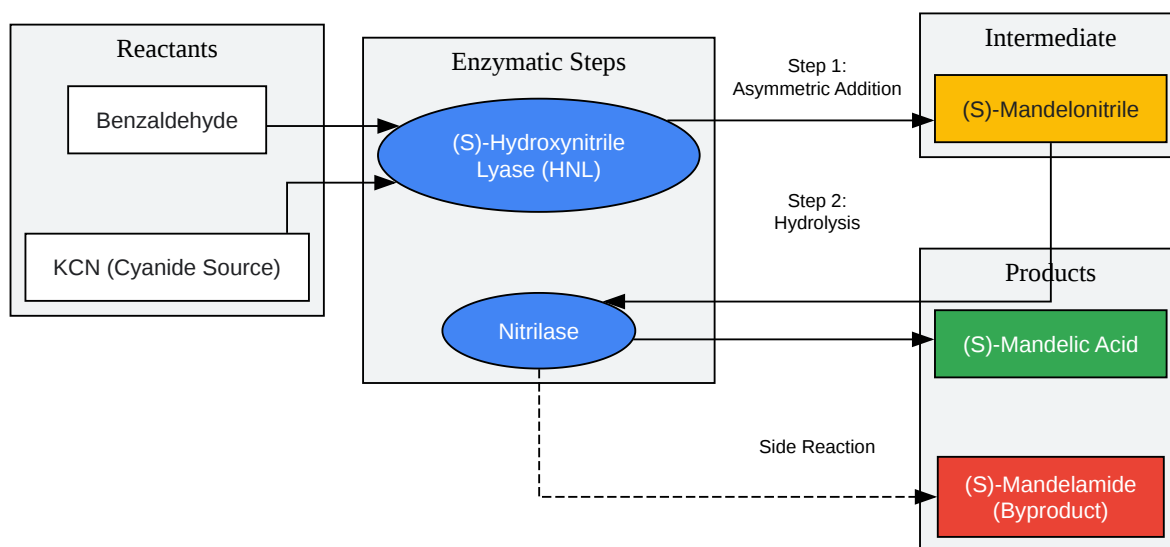 Reactants
Benzaldehyde
KCN (Cyanide Source)
Enzymatic Steps
(S)-Hydroxynitrile
Lyase (HNL)
Nitrilase
Step 1:
Asymmetric Addition
Step 2:
Hydrolysis
Side Reaction
Intermediate
(S)-Mandelonitrile
Products
(S)-Mandelic Acid
(S)-Mandelamide
(Byproduct)